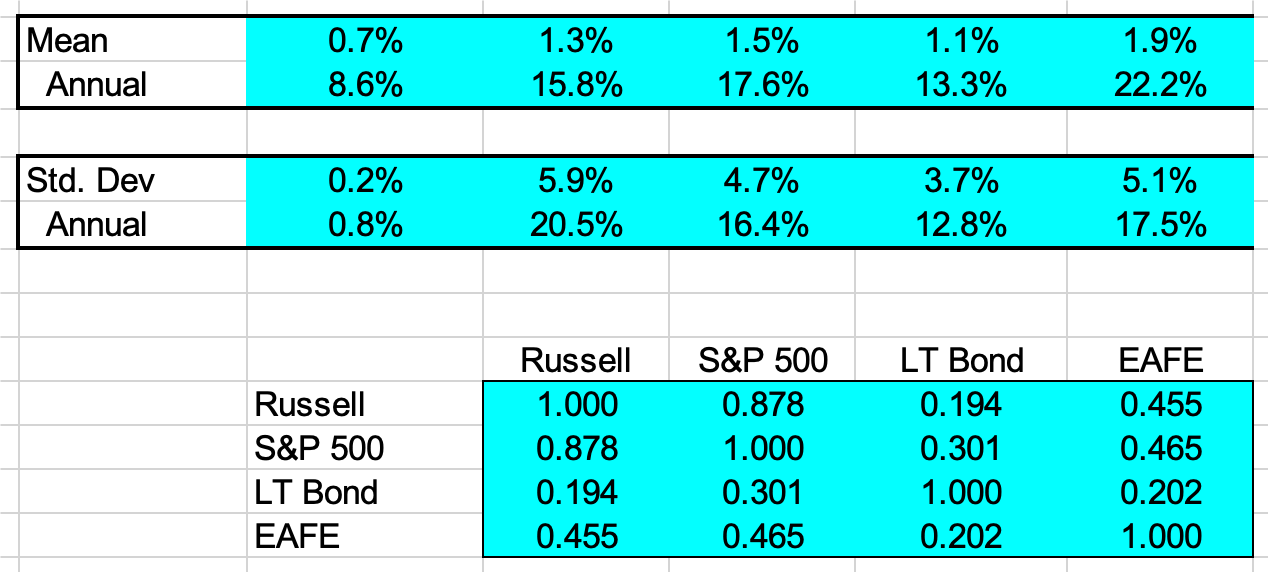 Mean 0.7% 1.3% 1.5% 1.1% 1.9%
Annual 8.6% 15.8% 17.6% 13.3% 22.2%
Std. Dev 0.2% 5.9% 4.7% 3.7% 5.1%
Annual 0.8% 20.5% 16.4% 12.8% 17.5%
Russell S&P 500 LT Bond EAFE
Russell 1.000 0.878 0.194 0.455
S&P 500 0.878 1.000 0.301 0.465
LT Bond 0.194 0.301 1.000 0.202
EAFE 0.455 0.465 0.202 1.000